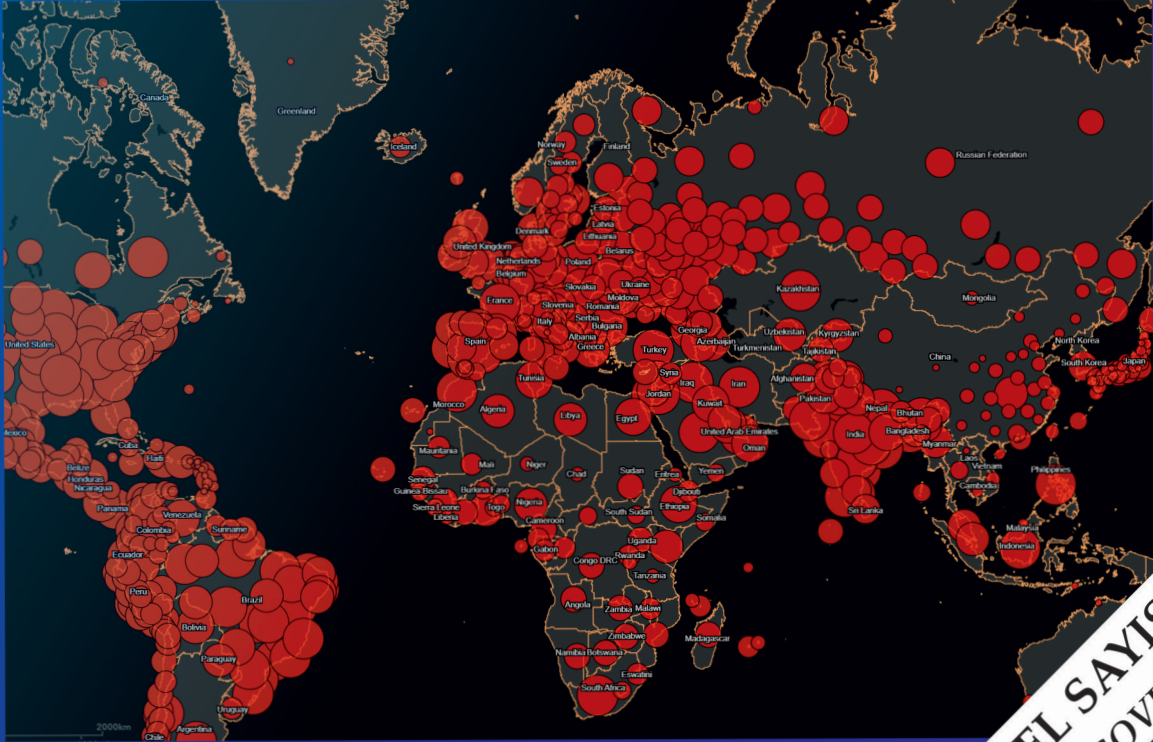 Canada
Greenland
Iceland
Norway
Finland
Sweden
Russian Federation
Estonia
Latvia
Denmark
Lithuania
United Kingdom
Belarus
Netherlands
Poland
Belgium
Slovakia
Ukraine
Kazakhstan
France
Moldova
Mongolia
Slovenia
Romania
Serbia
Italy
Bulgaria
Georgia
Uzbekistan
Kyrgyzstan
Albania
Azerbaijan
North Korea
United States
Spain
Greece
Turkey
Turkmenistan
Tajikistan
China
South Korea
Japan
Tunisia
Syria
Iraq
Iran
Afghanistan
Jordan
Morocco
Algeria
Libya
Egypt
Kuwait
Pakistan
Nepal
Bhutan
Mexico
United Arab Emirates
India
Bangladesh
Cuba
Oman
Myanmar
Haiti
Mauritania
Mali
Niger
Chad
Sudan
Eritrea
Yemen
Laos
Vietnam
Philippines
Belize
Honduras
Nicaragua
Senegal
Guinea-Bissau
Burkina Faso
Djibouti
Cambodia
Panama
Venezuela
Sierra Leone
Togo
Nigeria
South Sudan
Ethiopia
Sri Lanka
Liberia
Somalia
Colombia
Suriname
Cameroon
Malaysia
Ecuador
Gabon
Uganda
Rwanda
Congo DRC
Indonesia
Tanzania
Peru
Brazil
Angola
Zambia
Malawi
Bolivia
Zimbabwe
Madagascar
Paraguay
Namibia
Botswana
Eswatini
South Africa
Uruguay
2000km
Argentina
Chile
EL SAYIS
COVI